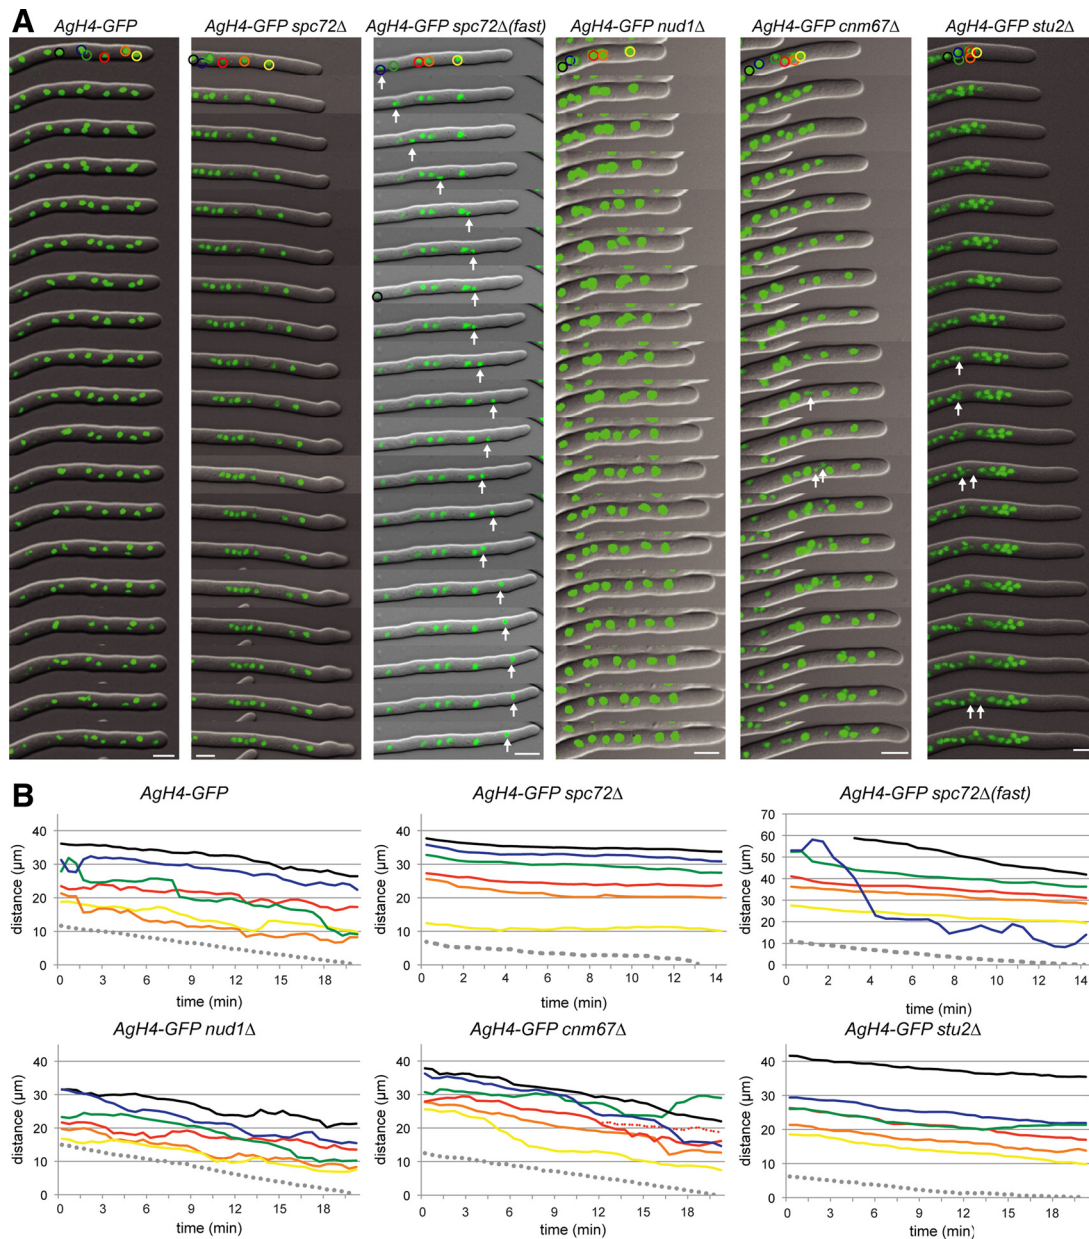 A
AgH4-GFP
AgH4-GFP spc72Δ
AgH4-GFP spc72Δ(fast)
AgH4-GFP nud1Δ
AgH4-GFP cnm67Δ
AgH4-GFP stu2Δ
B
AgH4-GFP
AgH4-GFP spc72Δ
AgH4-GFP spc72Δ(fast)
distance (µm)
40
30
20
10
0
0 3 6 9 12 15 18
time (min)
distance (µm)
40
30
20
10
0
0 2 4 6 8 10 12 14
time (min)
distance (µm)
70
60
50
40
30
20
10
0
0 2 4 6 8 10 12 14
time (min)
AgH4-GFP nud1Δ
AgH4-GFP cnm67Δ
AgH4-GFP stu2Δ
distance (µm)
40
30
20
10
0
0 3 6 9 12 15 18
time (min)
distance (µm)
40
30
20
10
0
0 3 6 9 12 15 18
time (min)
distance (µm)
40
30
20
10
0
0 3 6 9 12 15 18
time (min)